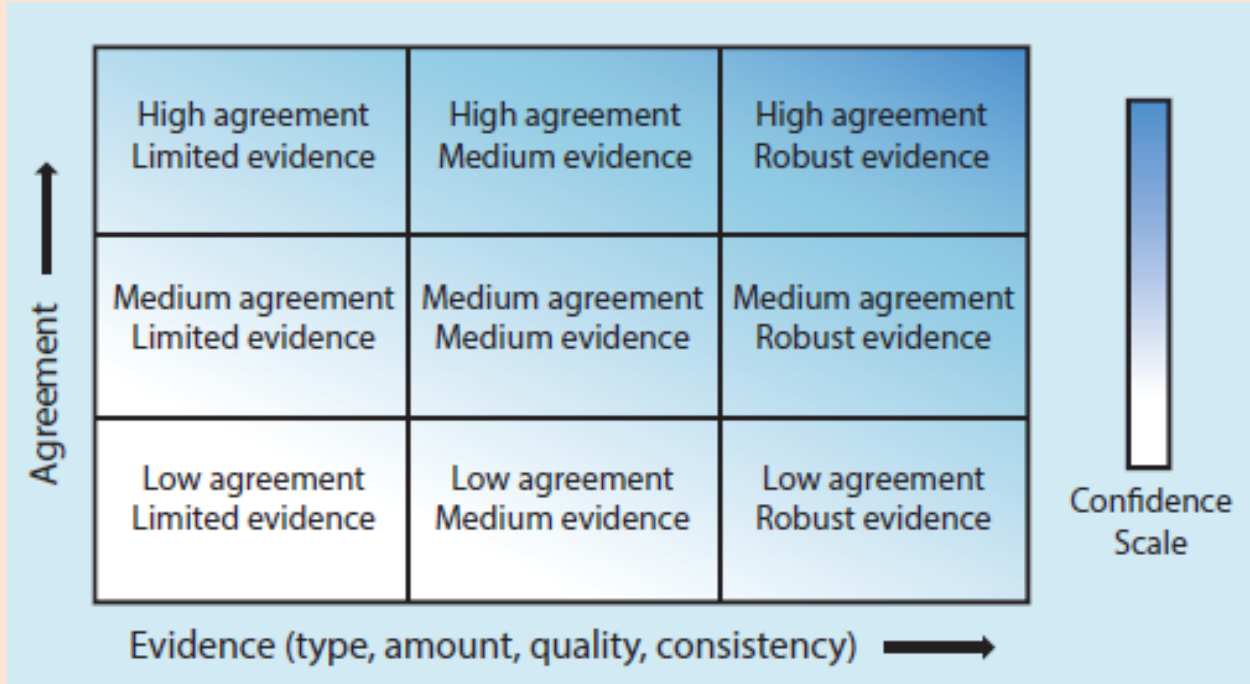 High agreement
Limited evidence
High agreement
Medium evidence
High agreement
Robust evidence
Medium agreement
Limited evidence
Medium agreement
Medium evidence
Medium agreement
Robust evidence
Low agreement
Limited evidence
Low agreement
Medium evidence
Low agreement
Robust evidence
Agreement
Evidence (type, amount, quality, consistency)
Confidence
Scale